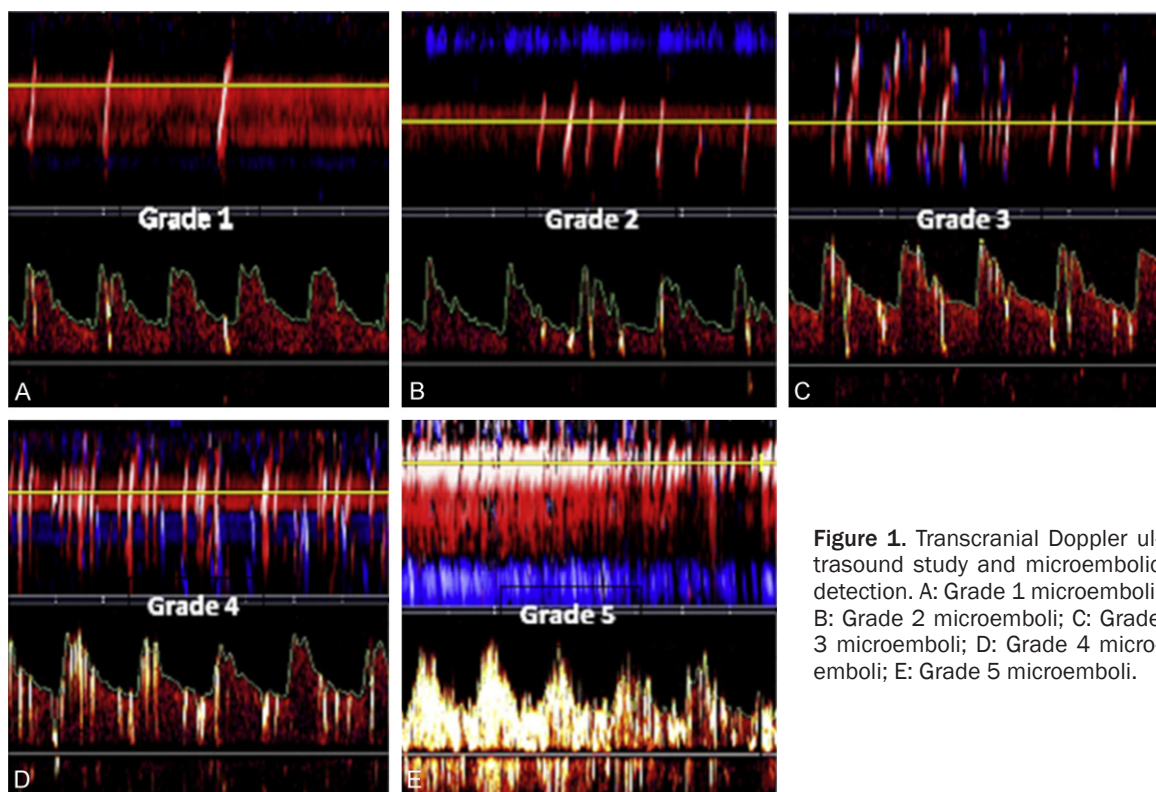 Grade 1
A
Grade 2
B
Grade 3
C
Grade 4
D
Grade 5
E
Figure 1. Transcranial Doppler ul-
trasound study and microembolic
detection. A: Grade 1 microemboli
B: Grade 2 microemboli; C: Grade
3 microemboli; D: Grade 4 micro-
emboli; E: Grade 5 microemboli.